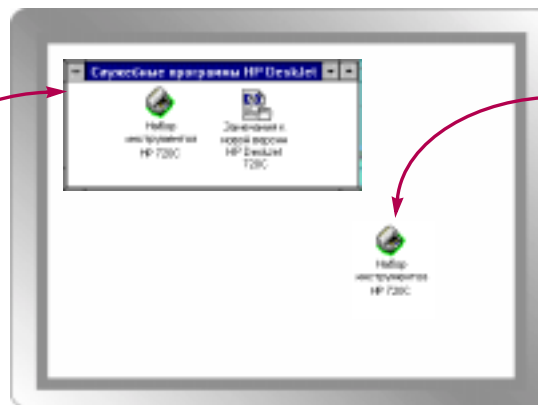 Служебные программы HP DeskJet
Набор
инструментов
HP 720C
Замечания к
новой версии
HP DeskJet
720C
Набор
инструментов
HP 720C